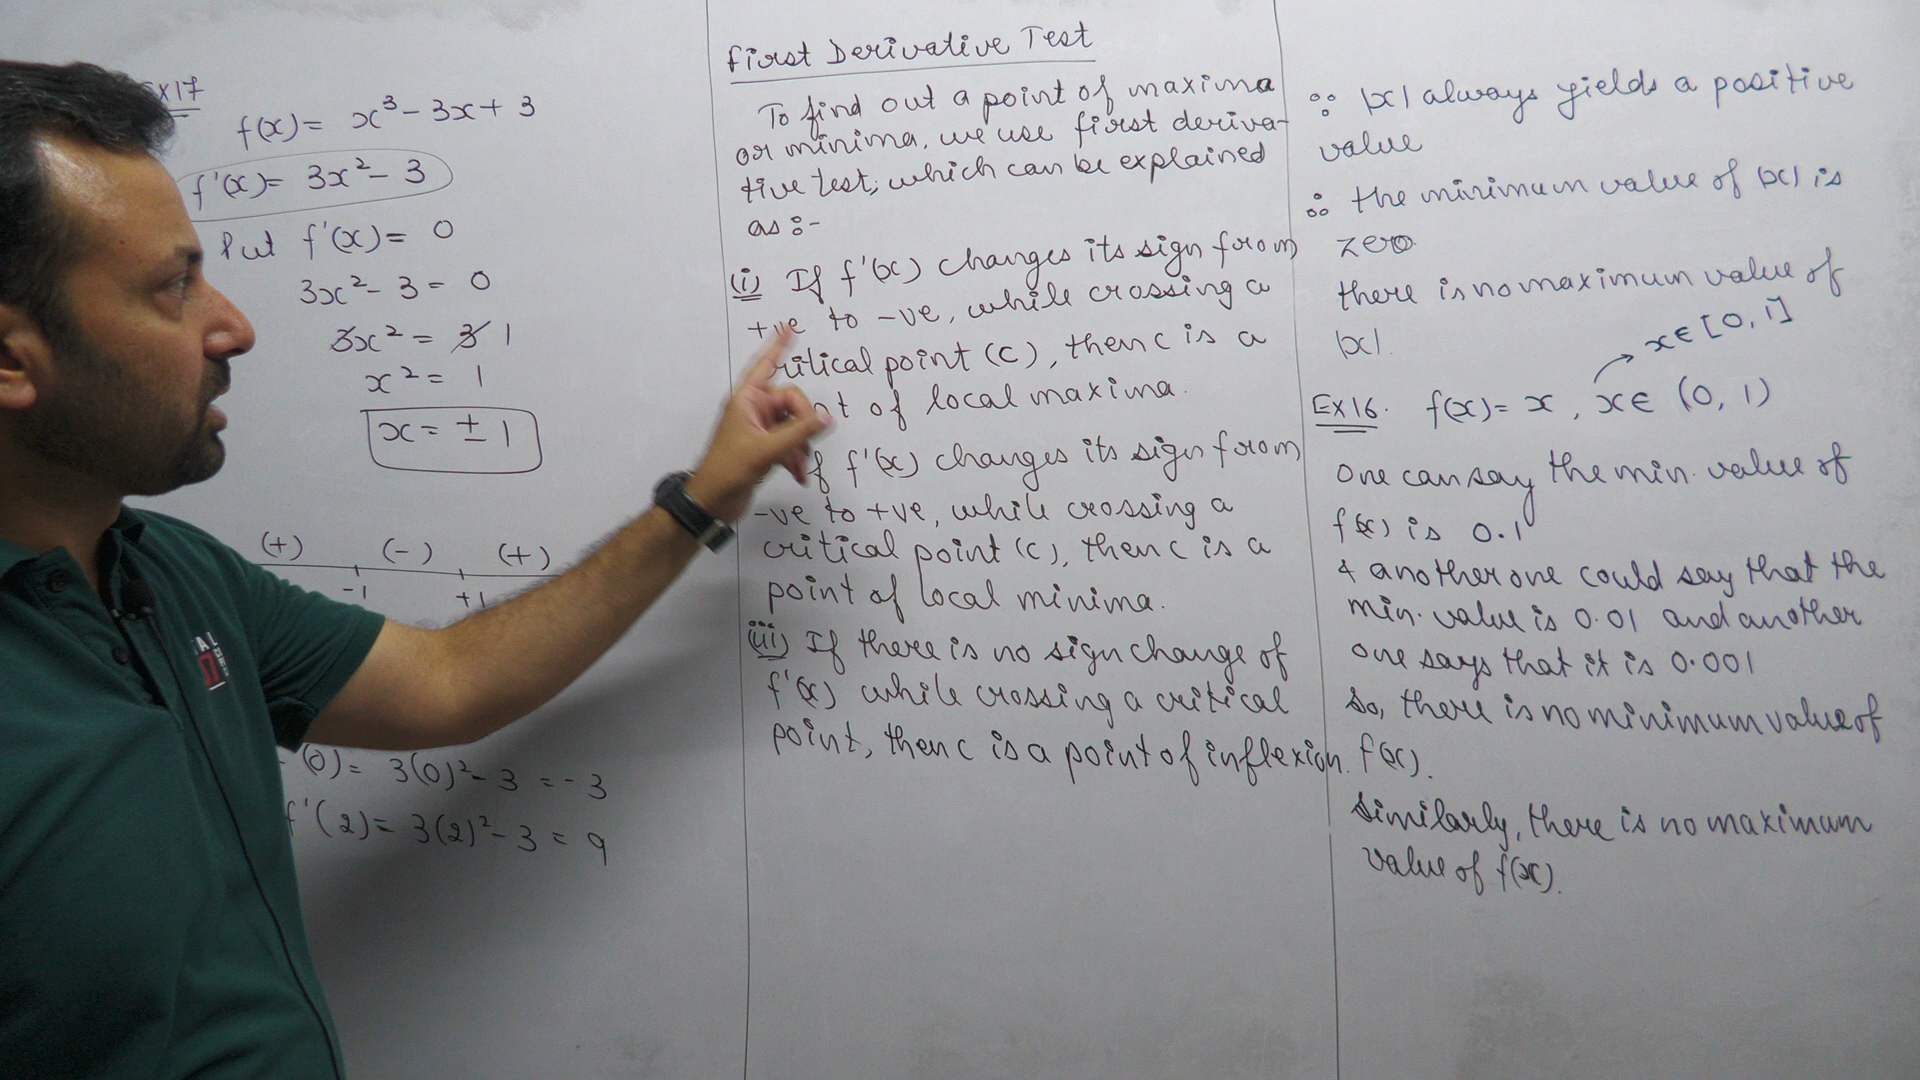 Ex17
f(x) = x³ - 3x + 3
f'(x) = 3x² - 3
Put f'(x) = 0
3x² - 3 = 0
3x² = 3 1
x² = 1
x = ± 1
(+) (-) (+)
-1 +1
(0) = 3(0)² - 3 = - 3
f'(2) = 3(2)² - 3 = 9
First Derivative Test
To find out a point of maxima
or minima, we use first deriva-
tive test, which can be explained
as :-
(i) If f'(x) changes its sign from
+ve to -ve, while crossing a
critical point (c), then c is a
of local maxima.
f'(x) changes its sign from
-ve to +ve, while crossing a
critical point (c), then c is a
point of local minima.
(iii) If there is no sign change of
f'(x) while crossing a critical
point, then c is a point of inflexion.
∵ |x| always yields a positive
value
∴ the minimum value of |x| is
zero
there is no maximum value of
|x|.
x ∈ [0, 1]
Ex16. f(x) = x, x ∈ (0, 1)
One can say the min. value of
f(x) is 0.1
& another one could say that the
min. value is 0.01 and another
one says that it is 0.001
So, there is no minimum value of
f(x).
Similarly, there is no maximum
value of f(x).